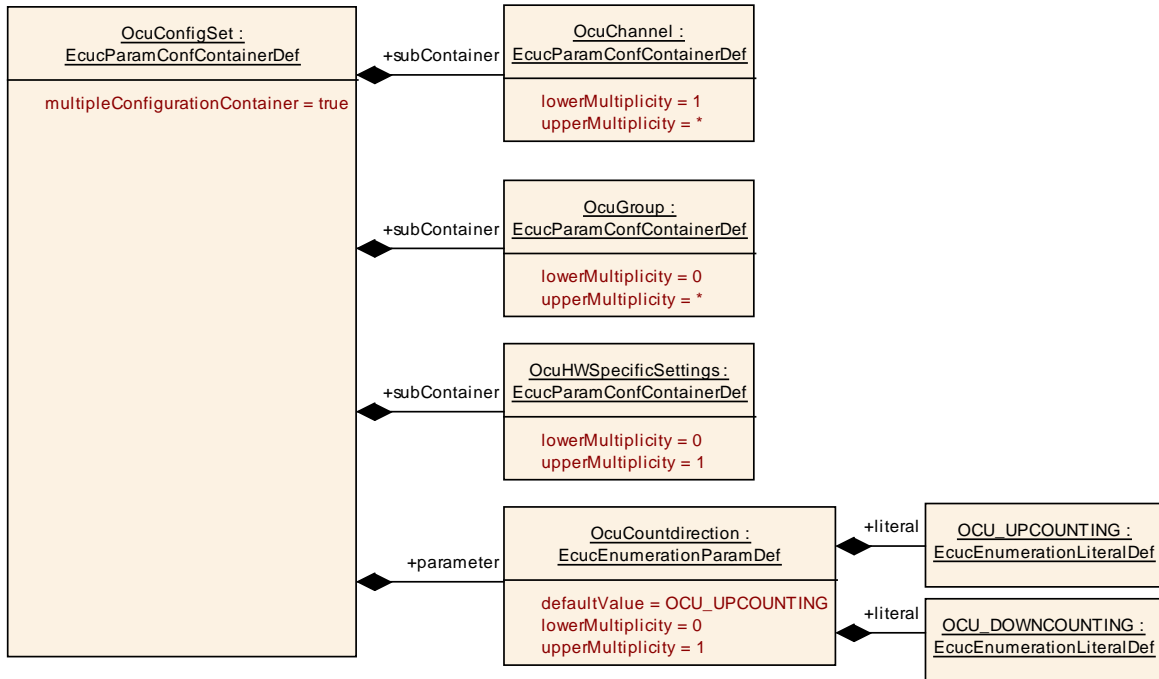 OcuConfigSet :
EcucParamConfContainerDef
multipleConfigurationContainer = true
+subContainer
OcuChannel :
EcucParamConfContainerDef
lowerMultiplicity = 1
upperMultiplicity = *
+subContainer
OcuGroup :
EcucParamConfContainerDef
lowerMultiplicity = 0
upperMultiplicity = *
+subContainer
OcuHWSpecificSettings :
EcucParamConfContainerDef
lowerMultiplicity = 0
upperMultiplicity = 1
+parameter
OcuCountdirection :
EcucEnumerationParamDef
defaultValue = OCU_UPCOUNTING
lowerMultiplicity = 0
upperMultiplicity = 1
+literal
OCU_UPCOUNTING :
EcucEnumerationLiteralDef
+literal
OCU_DOWNCOUNTING :
EcucEnumerationLiteralDef